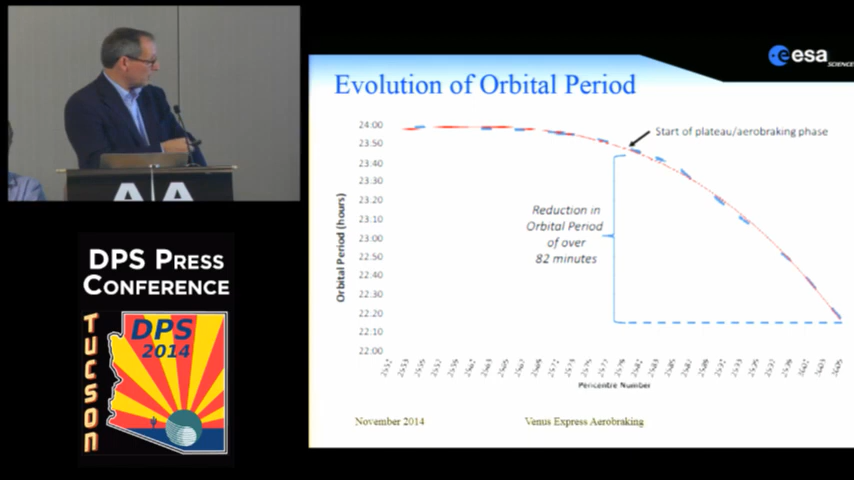 esa
SCIENCE
Evolution of Orbital Period
24.00
23.50
23.40
23.30
23.20
23.10
23.00
22.50
22.40
22.30
22.20
22.10
22.00
Orbital Period (hours)
Start of plateau/aerobraking phase
Reduction in
Orbital Period
of over
82 minutes
Pericentre Number
November 2014
Venus Express Aerobraking
DPS PRESS
CONFERENCE
TUCSON
DPS
2014